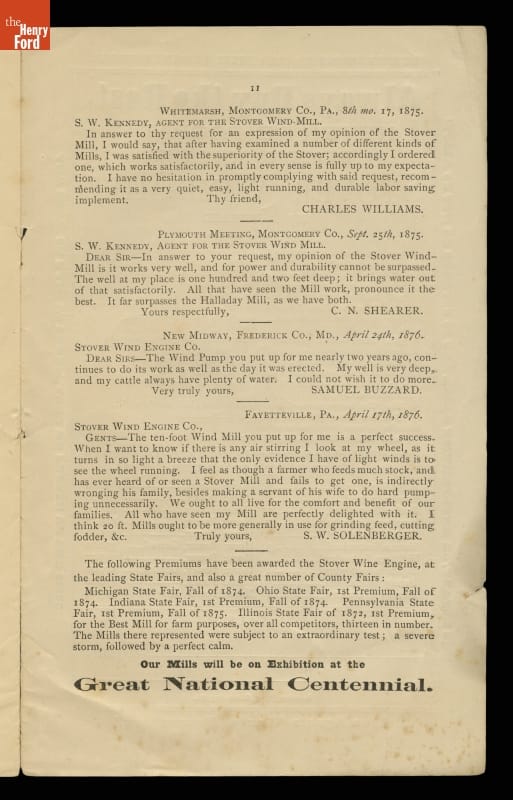 the
Henry
Ford
11
Whitemarsh, Montgomery Co., Pa., 8th mo. 17, 1875.
S. W. Kennedy, agent for the Stover Wind-Mill.
In answer to thy request for an expression of my opinion of the Stover
Mill, I would say, that after having examined a number of different kinds of
Mills, I was satisfied with the superiority of the Stover; accordingly I ordered
one, which works satisfactorily, and in every sense is fully up to my expecta-
tion. I have no hesitation in promptly complying with said request, recom-
mending it as a very quiet, easy, light running, and durable labor saving
implement. Thy friend,
CHARLES WILLIAMS.
Plymouth Meeting, Montgomery Co., Sept. 25th, 1875.
S. W. Kennedy, Agent for the Stover Wind Mill.
Dear Sir—In answer to your request, my opinion of the Stover Wind-
Mill is it works very well, and for power and durability cannot be surpassed.
The well at my place is one hundred and two feet deep; it brings water out
of that satisfactorily. All that have seen the Mill work, pronounce it the
best. It far surpasses the Halladay Mill, as we have both.
Yours respectfully, C. N. SHEARER.
New Midway, Frederick Co., Md., April 24th, 1876.
Stover Wind Engine Co.
Dear Sirs—The Wind Pump you put up for me nearly two years ago, con-
tinues to do its work as well as the day it was erected. My well is very deep,
and my cattle always have plenty of water. I could not wish it to do more.
Very truly yours, SAMUEL BUZZARD.
Fayetteville, Pa., April 17th, 1876.
Stover Wind Engine Co.,
Gents—The ten-foot Wind Mill you put up for me is a perfect success.
When I want to know if there is any air stirring I look at my wheel, as it
turns in so light a breeze that the only evidence I have of light winds is to
see the wheel running. I feel as though a farmer who feeds much stock, and
has ever heard of or seen a Stover Mill and fails to get one, is indirectly
wronging his family, besides making a servant of his wife to do hard pump-
ing unnecessarily. We ought to all live for the comfort and benefit of our
families. All who have seen my Mill are perfectly delighted with it. I
think 20 ft. Mills ought to be more generally in use for grinding feed, cutting
fodder, &c. Truly yours, S. W. SOLENBERGER.
The following Premiums have been awarded the Stover Wine Engine, at
the leading State Fairs, and also a great number of County Fairs:
Michigan State Fair, Fall of 1874. Ohio State Fair, 1st Premium, Fall of
1874. Indiana State Fair, 1st Premium, Fall of 1874. Pennsylvania State
Fair, 1st Premium, Fall of 1875. Illinois State Fair of 1872, 1st Premium,
for the Best Mill for farm purposes, over all competitors, thirteen in number.
The Mills there represented were subject to an extraordinary test; a severe
storm, followed by a perfect calm.
Our Mills will be on Exhibition at the
Great National Centennial.